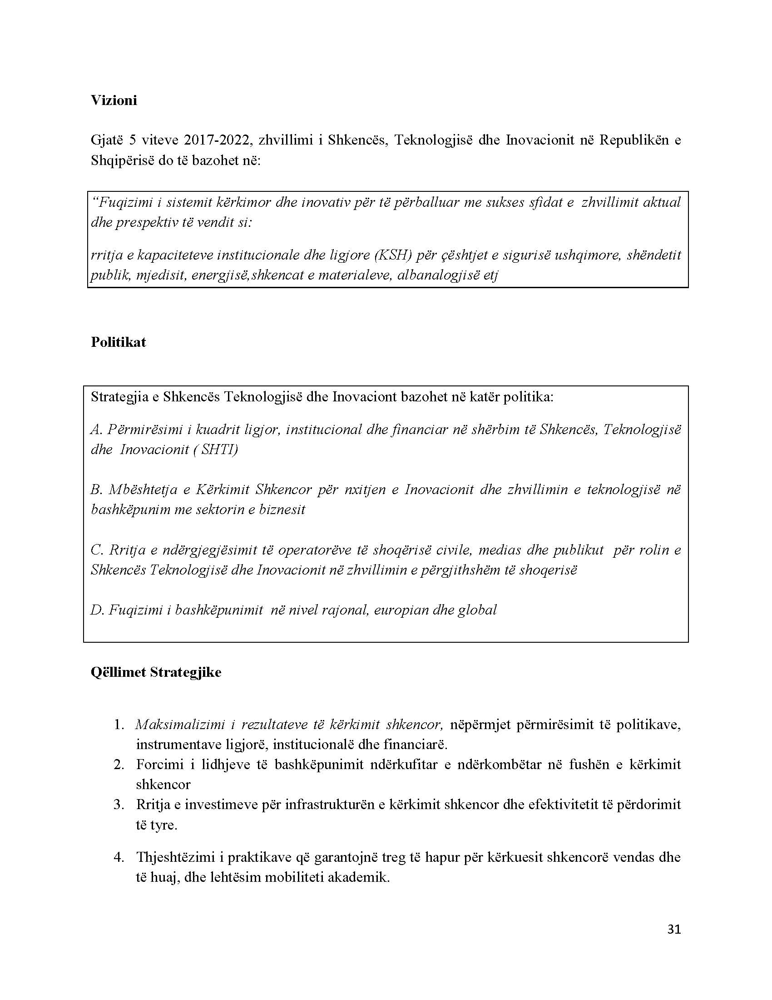 Vizioni
Gjatë 5 viteve 2017-2022, zhvillimi i Shkencës, Teknologjisë dhe Inovacionit në Republikën e
Shqipërisë do të bazohet në:
“Fuqizimi i sistemit kërkimor dhe inovativ për të përballuar me sukses sfidat e zhvillimit aktual
dhe prespektiv të vendit si:
rritja e kapaciteteve institucionale dhe ligjore (KSH) për çështjet e sigurisë ushqimore, shëndetit
publik, mjedisit, energjisë,shkencat e materialeve, albanalogjisë etj
Politikat
Strategjia e Shkencës Teknologjisë dhe Inovaciont bazohet në katër politika:
A. Përmirësimi i kuadrit ligjor, institucional dhe financiar në shërbim të Shkencës, Teknologjisë
dhe Inovacionit ( SHTI)
B. Mbështetja e Kërkimit Shkencor për nxitjen e Inovacionit dhe zhvillimin e teknologjisë në
bashkëpunim me sektorin e biznesit
C. Rritja e ndërgjegjësimit të operatorëve të shoqërisë civile, medias dhe publikut për rolin e
Shkencës Teknologjisë dhe Inovacionit në zhvillimin e përgjithshëm të shoqerisë
D. Fuqizimi i bashkëpunimit në nivel rajonal, europian dhe global
Qëllimet Strategjike
1. Maksimalizimi i rezultateve të kërkimit shkencor, nëpërmjet përmirësimit të politikave,
instrumentave ligjorë, institucionalë dhe financiarë.
2. Forcimi i lidhjeve të bashkëpunimit ndërkufitar e ndërkombëtar në fushën e kërkimit
shkencor
3. Rritja e investimeve për infrastrukturën e kërkimit shkencor dhe efektivitetit të përdorimit
të tyre.
4. Thjeshtëzimi i praktikave që garantojnë treg të hapur për kërkuesit shkencorë vendas dhe
të huaj, dhe lehtësim mobiliteti akademik.
31